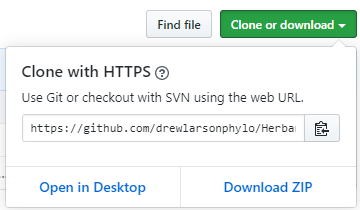 Find file
Clone or download
Clone with HTTPS
Use Git or checkout with SVN using the web URL.
https://github.com/drewlarsonphylo/Herba
Open in Desktop
Download ZIP